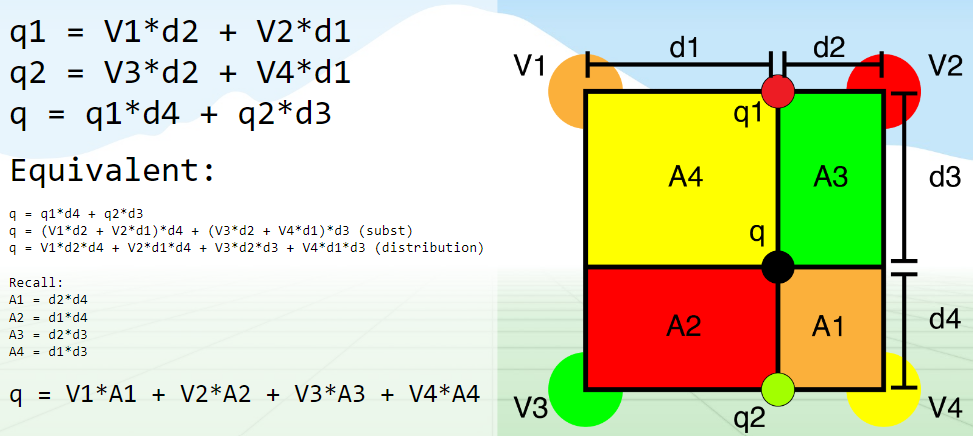 q1 = V1*d2 + V2*d1
q2 = V3*d2 + V4*d1
q = q1*d4 + q2*d3
Equivalent:
q = q1*d4 + q2*d3
q = (V1*d2 + V2*d1)*d4 + (V3*d2 + V4*d1)*d3 (subst)
q = V1*d2*d4 + V2*d1*d4 + V3*d2*d3 + V4*d1*d3 (distribution)
Recall:
A1 = d2*d4
A2 = d1*d4
A3 = d2*d3
A4 = d1*d3
q = V1*A1 + V2*A2 + V3*A3 + V4*A4
V1 d1 d2 V2
q1
A4 A3 d3
q
A2 A1 d4
V3 q2 V4